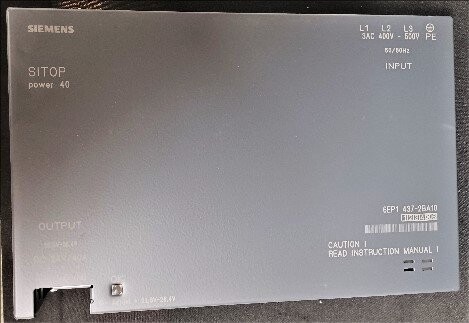 SIEMENS
L1 L2 L3
3AC 400V - 500V PE
50/60Hz
INPUT
SITOP
power 40
6EP1 437-2BA10
OUTPUT
CAUTION !
READ INSTRUCTION MANUAL !